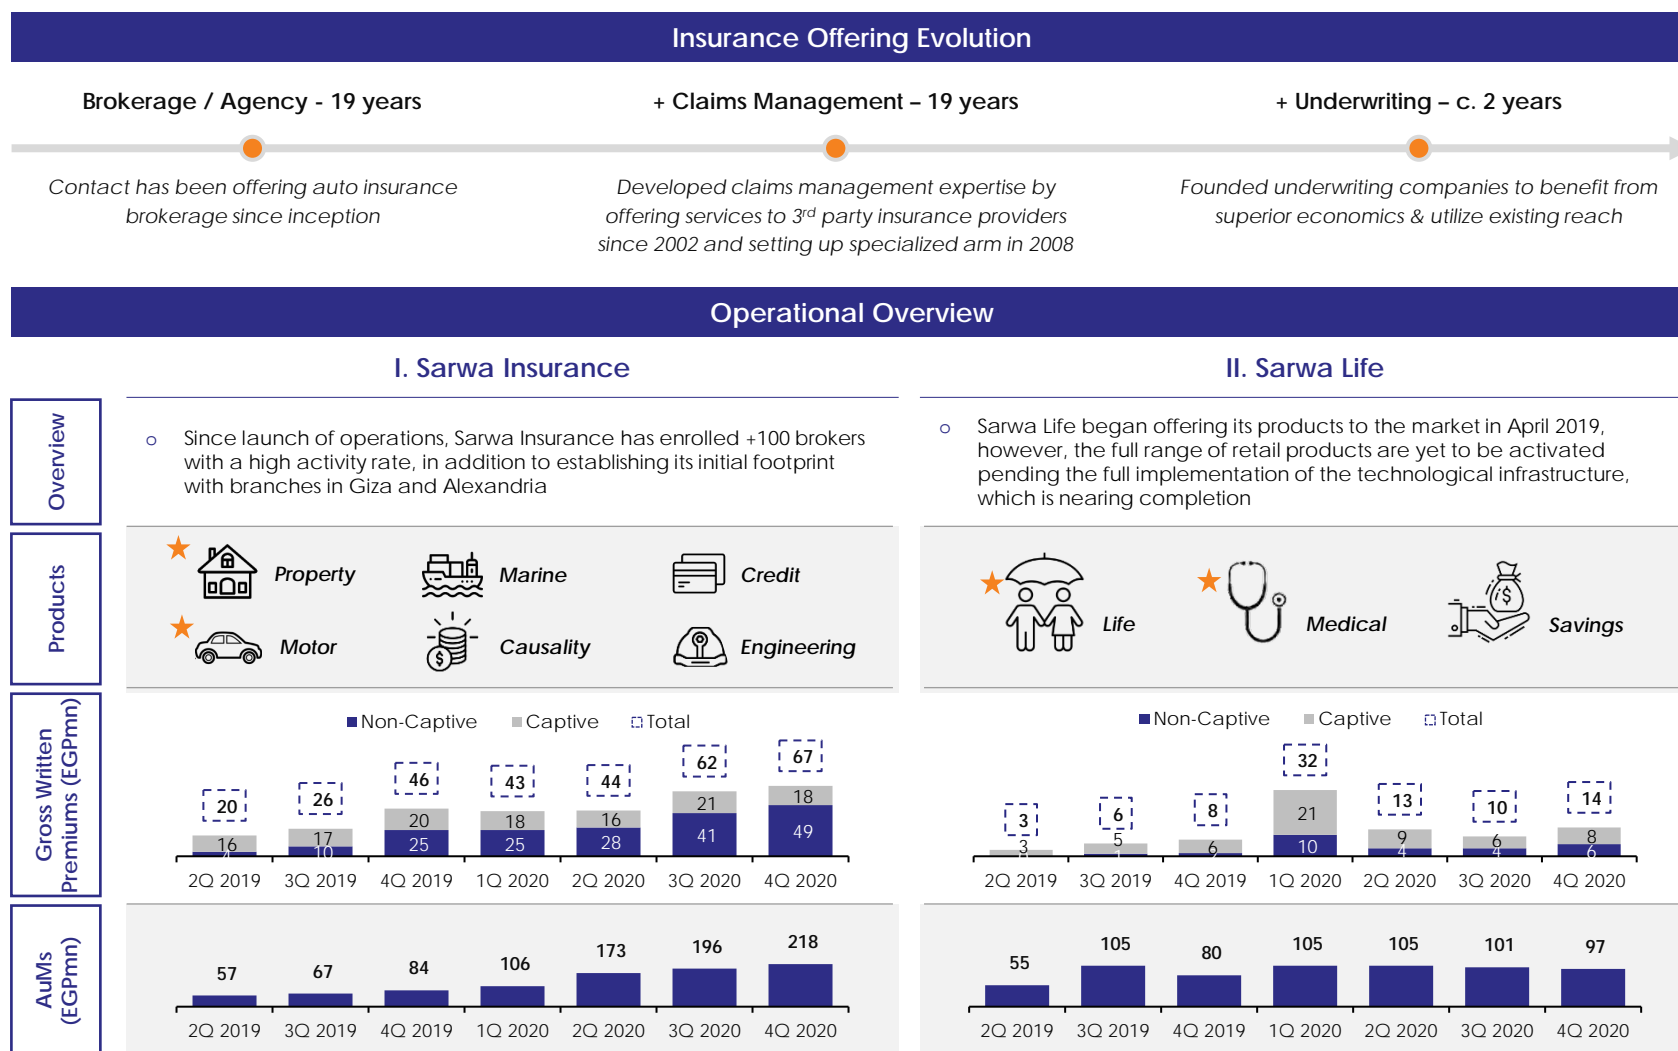 Insurance Offering Evolution
Brokerage / Agency - 19 years
+ Claims Management – 19 years
+ Underwriting – c. 2 years
Contact has been offering auto insurance
brokerage since inception
Developed claims management expertise by
offering services to 3rd party insurance providers
since 2002 and setting up specialized arm in 2008
Founded underwriting companies to benefit from
superior economics & utilize existing reach
Operational Overview
I. Sarwa Insurance
II. Sarwa Life
Overview
o Since launch of operations, Sarwa Insurance has enrolled +100 brokers
with a high activity rate, in addition to establishing its initial footprint
with branches in Giza and Alexandria
o Sarwa Life began offering its products to the market in April 2019,
however, the full range of retail products are yet to be activated
pending the full implementation of the technological infrastructure,
which is nearing completion
Products
Property
Marine
Credit
Motor
Causality
Engineering
Life
Medical
Savings
Gross Written
Premiums (EGPmn)
Non-Captive Captive Total
20 26 46 43 44 62 67
16 17 20 18 16 21 18
4 10 25 25 28 41 49
2Q 2019 3Q 2019 4Q 2019 1Q 2020 2Q 2020 3Q 2020 4Q 2020
Non-Captive Captive Total
3 6 8 32 13 10 14
3 5 6 21 9 6 8
1 2 10 4 4 6
2Q 2019 3Q 2019 4Q 2019 1Q 2020 2Q 2020 3Q 2020 4Q 2020
AuMs
(EGPmn)
57 67 84 106 173 196 218
2Q 2019 3Q 2019 4Q 2019 1Q 2020 2Q 2020 3Q 2020 4Q 2020
55 105 80 105 105 101 97
2Q 2019 3Q 2019 4Q 2019 1Q 2020 2Q 2020 3Q 2020 4Q 2020